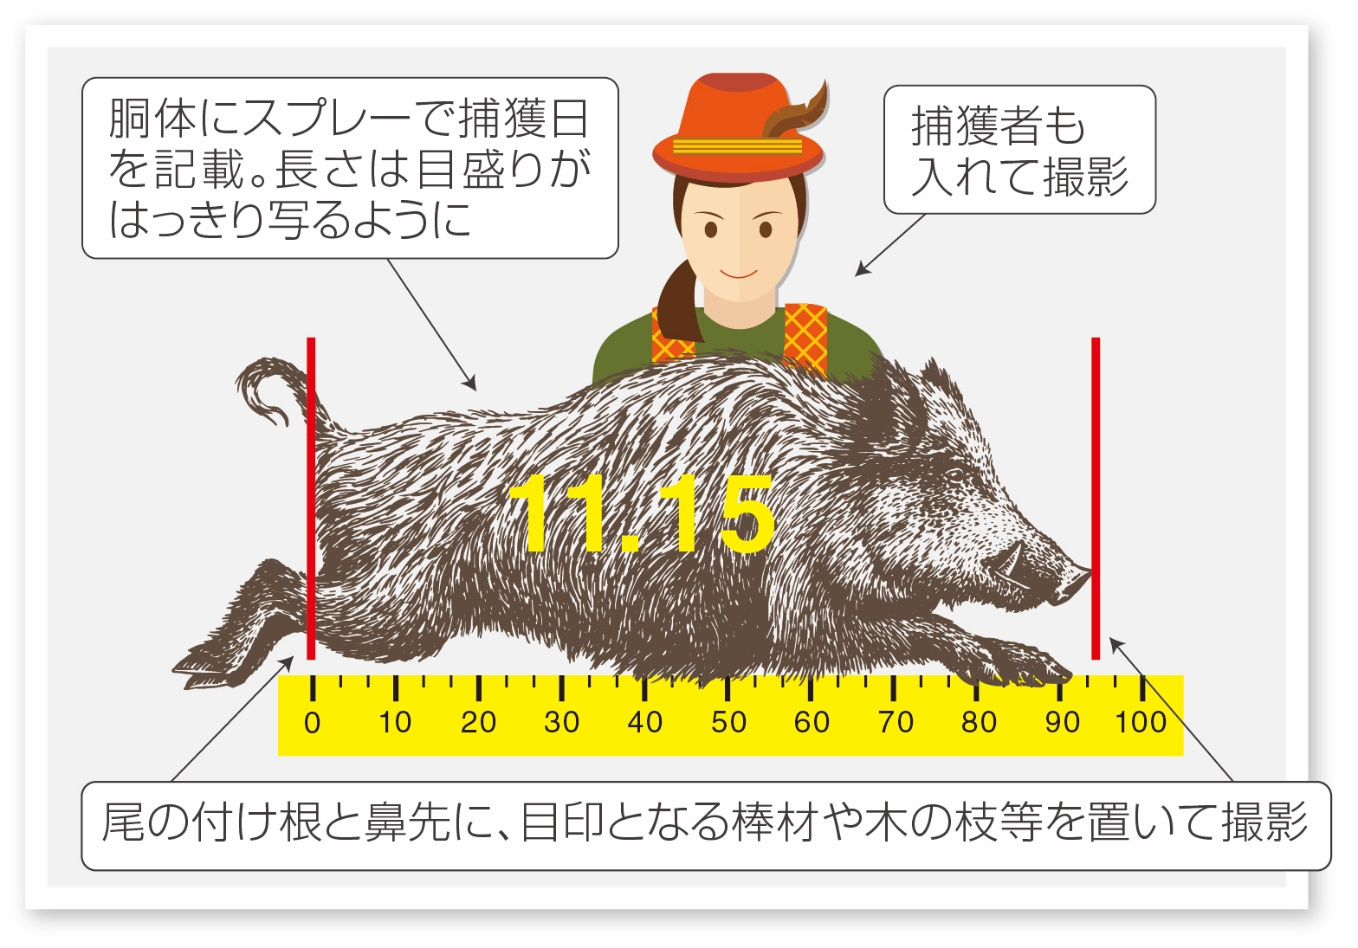 胴体にスプレーで捕獲日
を記載。長さは目盛りが
はっきり写るように
捕獲者も
入れて撮影
11.15
0 10 20 30 40 50 60 70 80 90 100
尾の付け根と鼻先に、目印となる棒材や木の枝等を置いて撮影